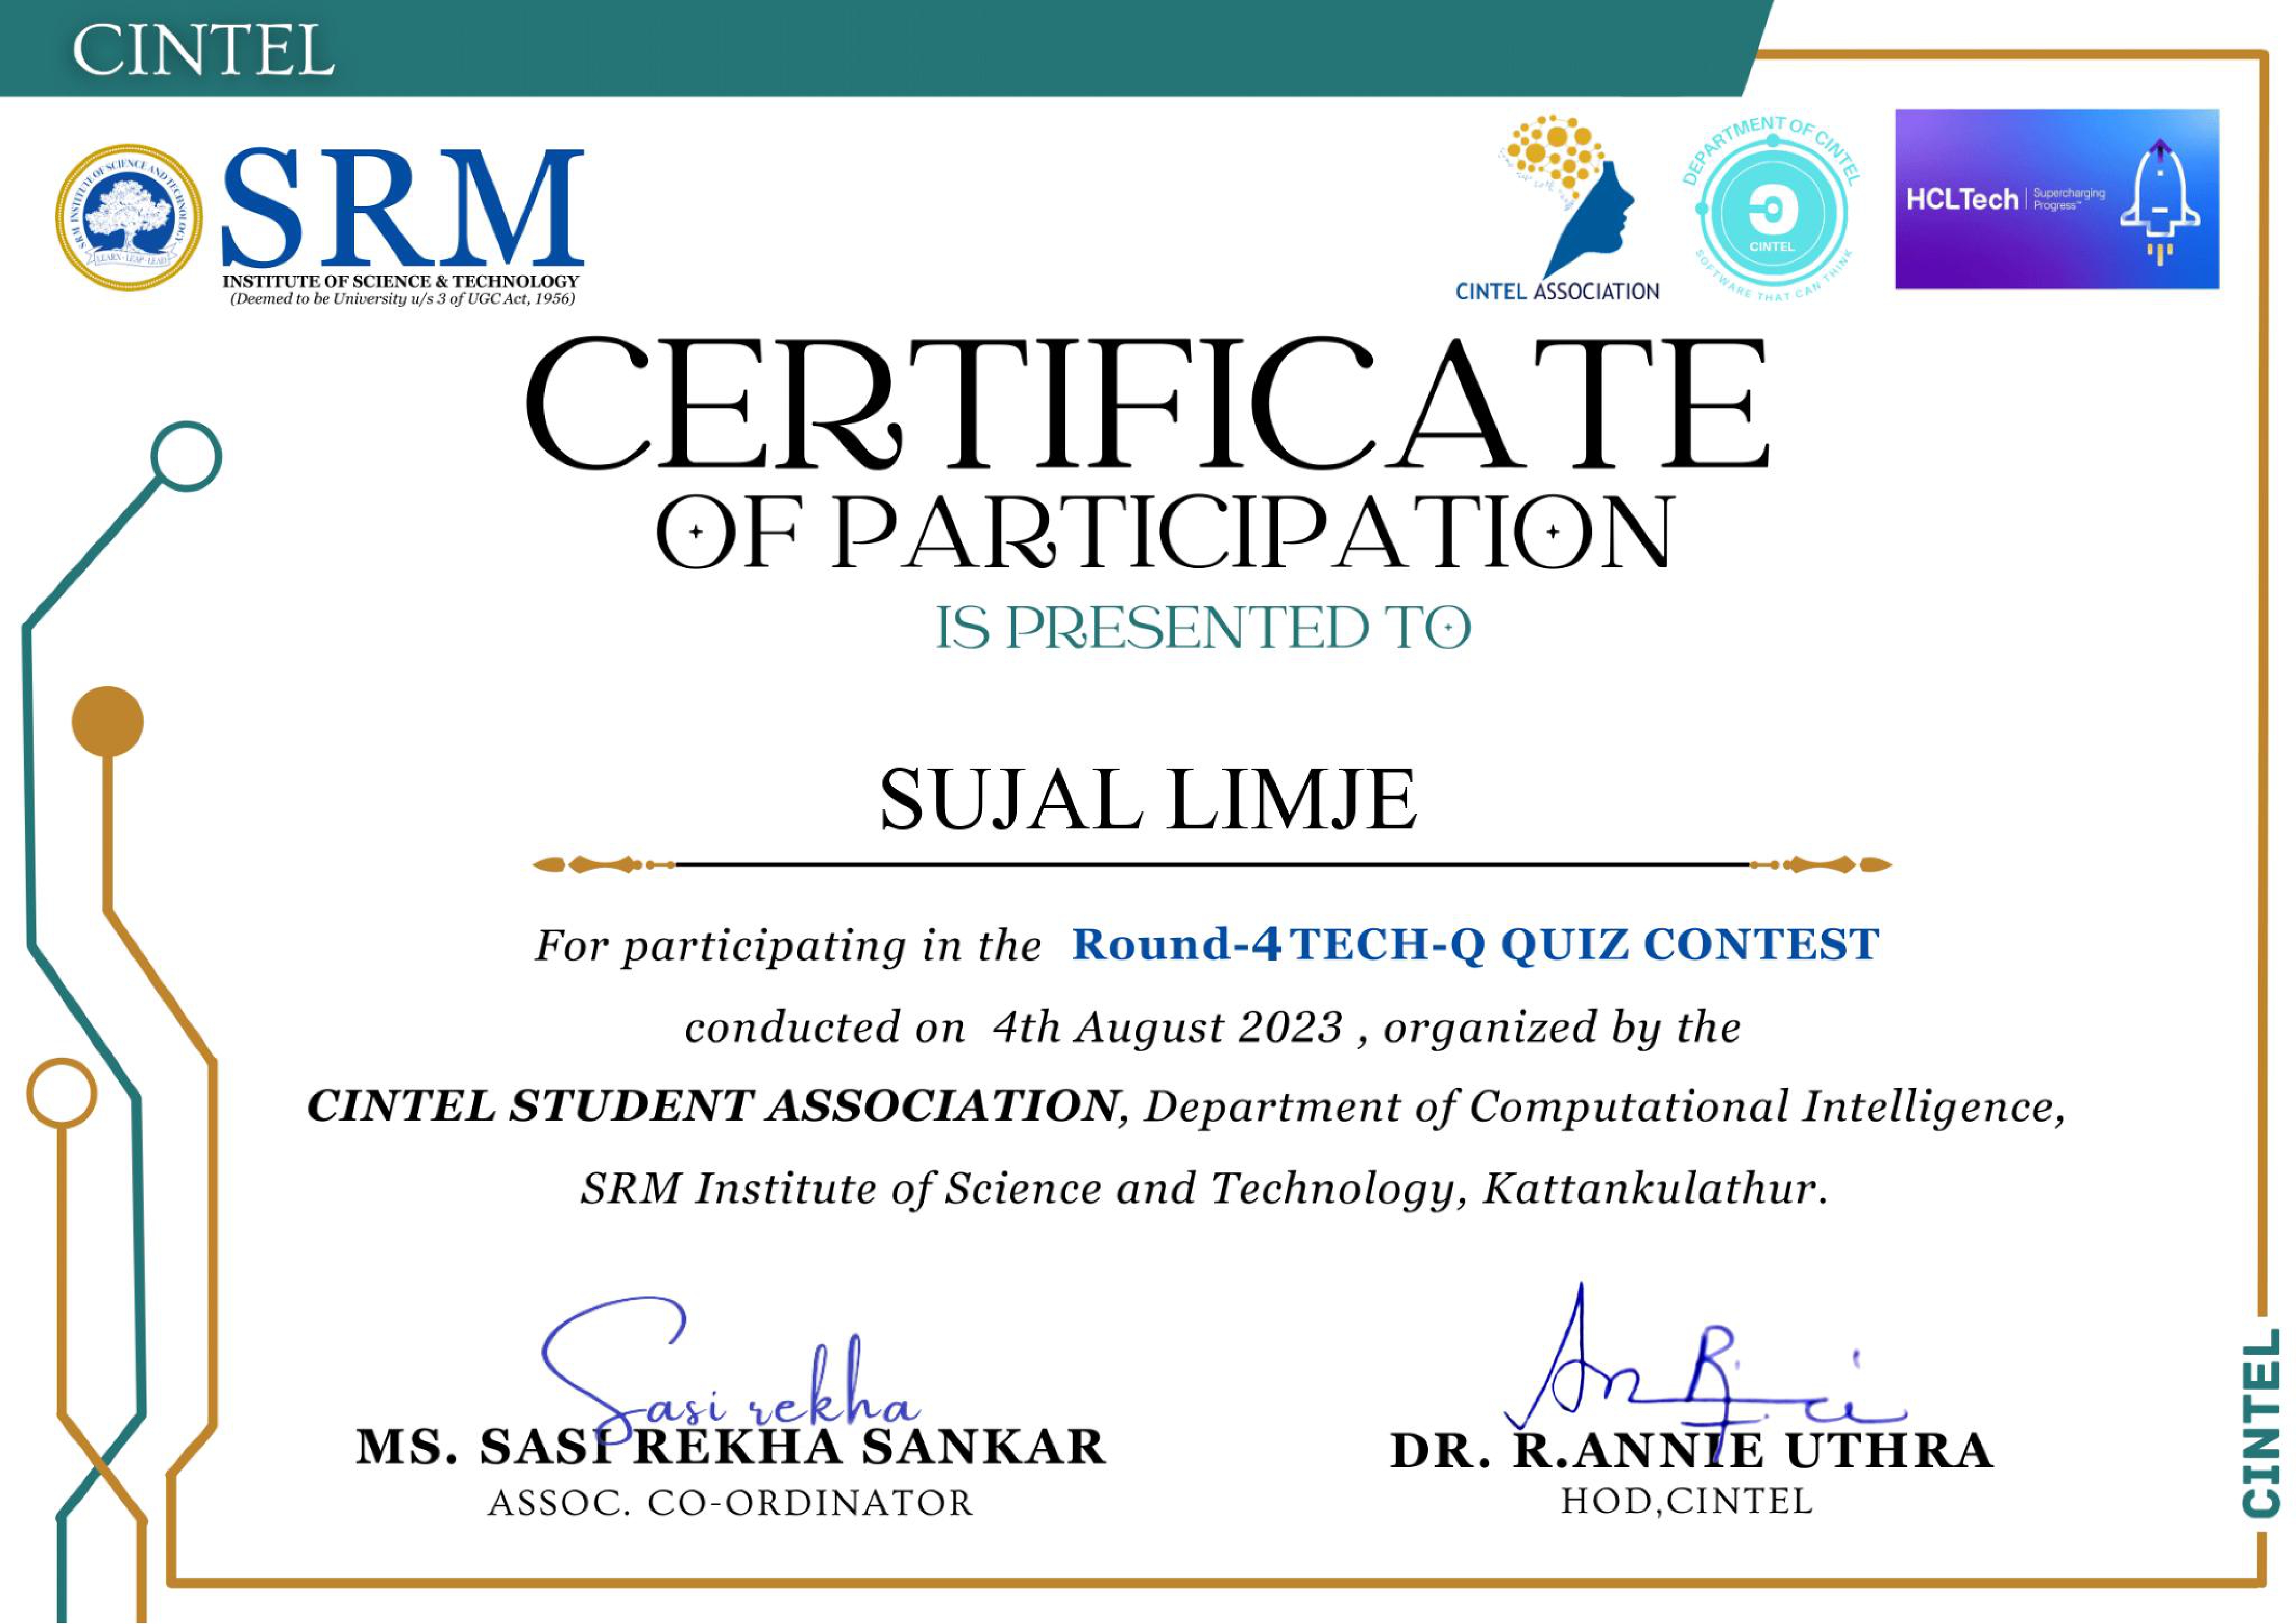 CINTEL
SRM INSTITUTE OF SCIENCE AND TECHNOLOGY
LEARN - LEAP - LEAD
SRM
INSTITUTE OF SCIENCE & TECHNOLOGY
(Deemed to be University u/s 3 of UGC Act, 1956)
CINTEL ASSOCIATION
DEPARTMENT OF CINTEL
CINTEL
SOFTWARE THAT CAN THINK
HCLTech | Supercharging
Progress™
CERTIFICATE
OF PARTICIPATION
IS PRESENTED TO
SUJAL LIMJE
For participating in the Round-4 TECH-Q QUIZ CONTEST
conducted on 4th August 2023 , organized by the
CINTEL STUDENT ASSOCIATION, Department of Computational Intelligence,
SRM Institute of Science and Technology, Kattankulathur.
Sasi rekha
MS. SASI REKHA SANKAR
ASSOC. CO-ORDINATOR
DR. R.ANNIE UTHRA
HOD,CINTEL
CINTEL